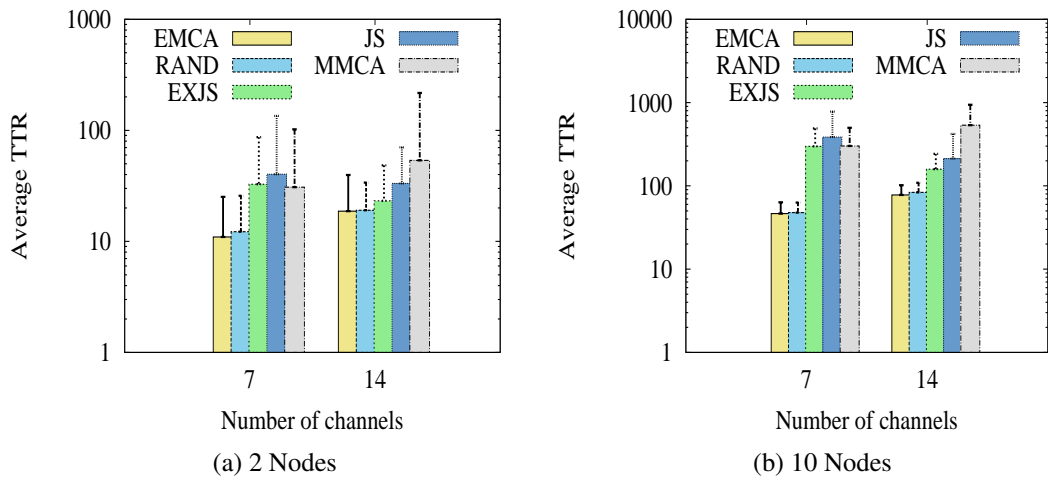 1000
100
10
1
Average TTR
EMCA
RAND
EXJS
JS
MMCA
7
14
Number of channels
(a) 2 Nodes
10000
1000
100
10
1
Average TTR
EMCA
RAND
EXJS
JS
MMCA
7
14
Number of channels
(b) 10 Nodes